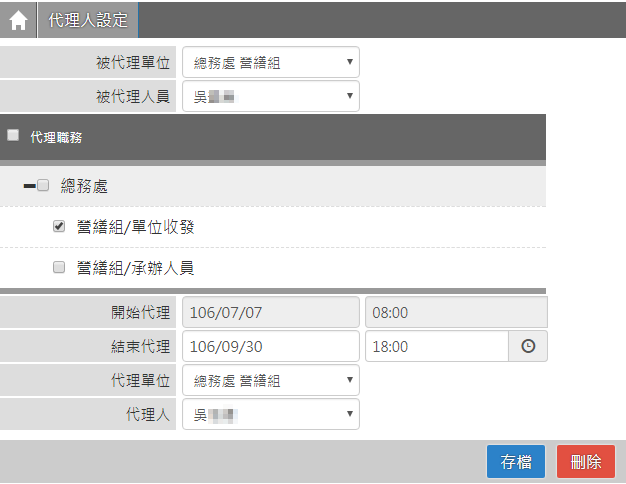 代理人設定
被代理單位 總務處 營繕組
被代理人員 吳
代理職務
總務處
營繕組/單位收發
營繕組/承辦人員
開始代理 106/07/07 08:00
結束代理 106/09/30 18:00
代理單位 總務處 營繕組
代理人 吳
存檔 刪除